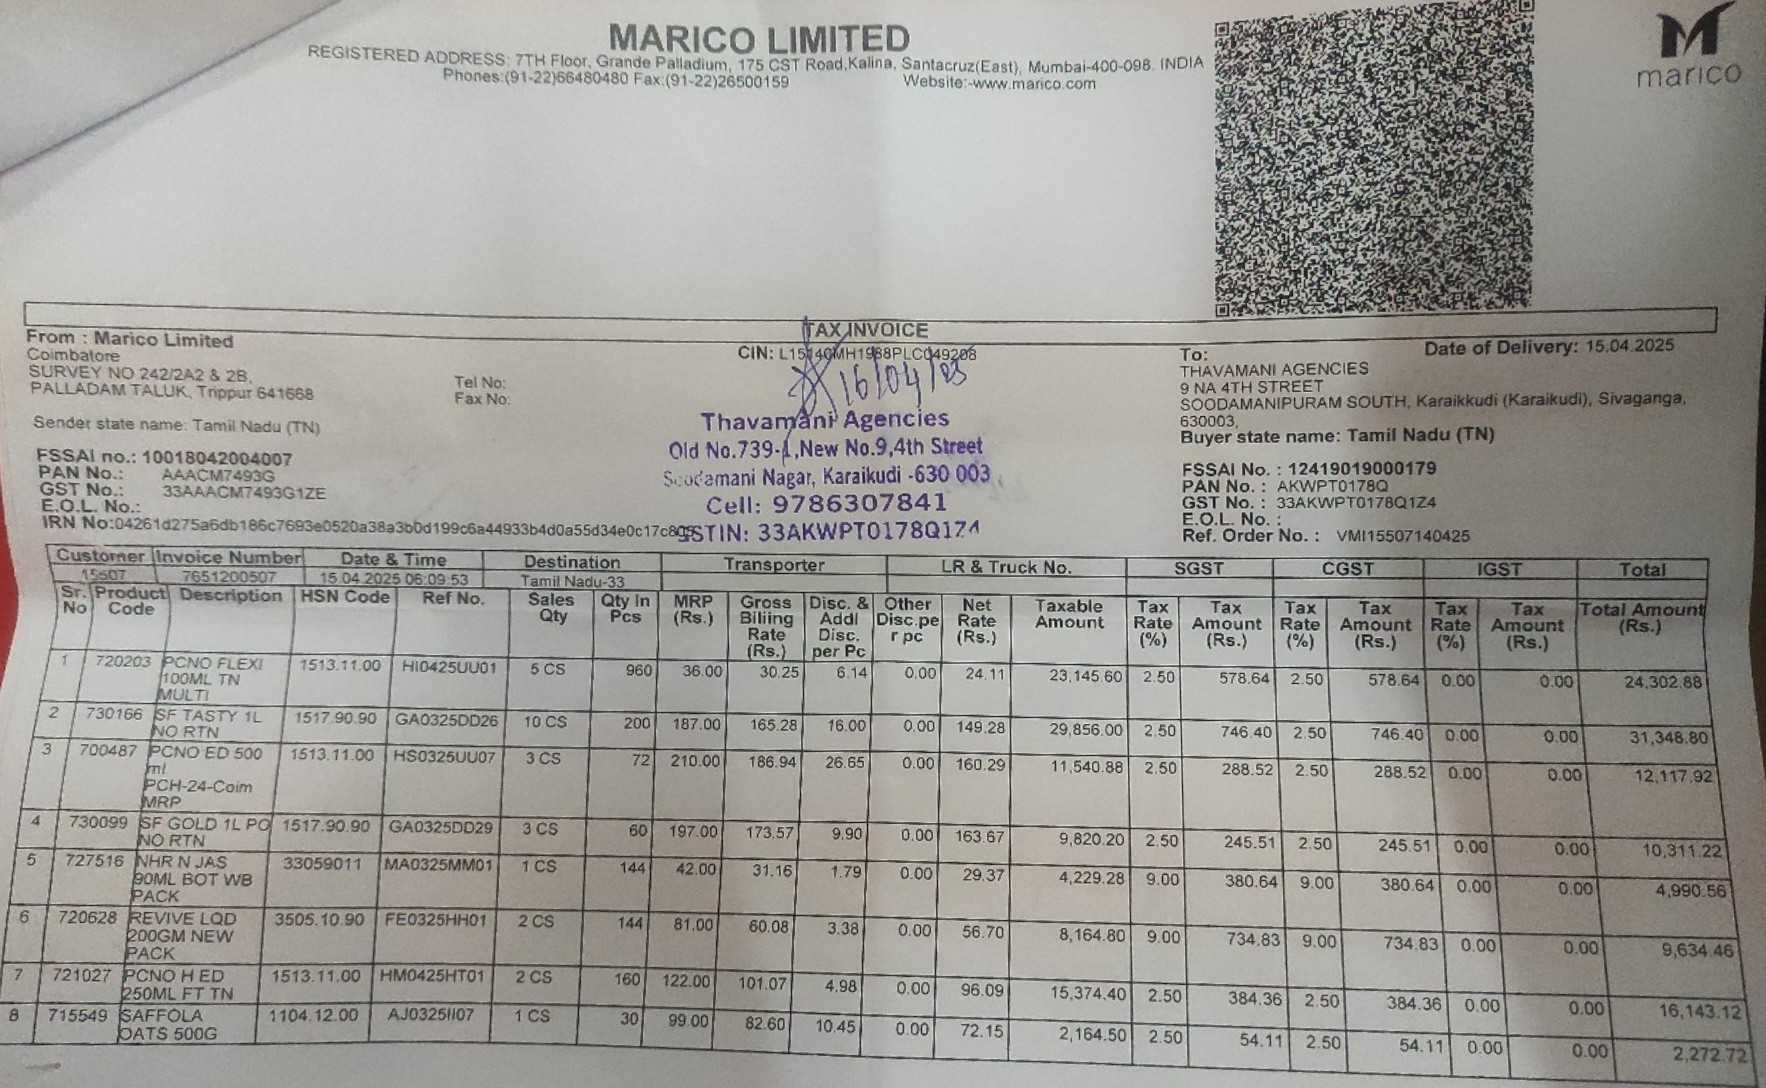 MARICO LIMITED
REGISTERED ADDRESS: 7TH Floor, Grande Palladium, 175 CST Road,Kalina, Santacruz(East), Mumbai-400-098. INDIA
Phones:(91-22)66480480 Fax:(91-22)26500159 Website:-www.marico.com
marico
TAX INVOICE
From : Marico Limited
Coimbatore
SURVEY NO 242/2A2 & 2B,
PALLADAM TALUK, Trippur 641668
Tel No:
Fax No:
Sender state name: Tamil Nadu (TN)
FSSAI no.: 10018042004007
PAN No.: AAACM7493G
GST No.: 33AAACM7493G1ZE
E.O.L. No.:
IRN No:04261d275a6db186c7693e0520a38a3b0d199c6a44933b4d0a55d34e0c17c8
CIN: L15140MH1988PLC049208
16/04/25
Thavamani Agencies
Old No.739-1,New No.9,4th Street
Soodamani Nagar, Karaikudi -630 003
Cell: 9786307841
GSTIN: 33AKWPT0178Q1Z4
To: Date of Delivery: 15.04.2025
THAVAMANI AGENCIES
9 NA 4TH STREET
SOODAMANIPURAM SOUTH, Karaikkudi (Karaikudi), Sivaganga,
630003,
Buyer state name: Tamil Nadu (TN)
FSSAI No. : 12419019000179
PAN No. : AKWPT0178Q
GST No. : 33AKWPT0178Q1Z4
E.O.L. No. :
Ref. Order No. : VMI15507140425
Customer Invoice Number Date & Time Destination Transporter LR & Truck No. SGST CGST IGST Total
15507 7651200507 15.04.2025 06:09:53 Tamil Nadu-33
Sr. No Product Code Description HSN Code Ref No. Sales Qty Qty In Pcs MRP (Rs.) Gross Billing Rate (Rs.) Disc. & Addl Disc. per Pc Other Disc.pe r pc Net Rate (Rs.) Taxable Amount Tax Rate (%) Tax Amount (Rs.) Tax Rate (%) Tax Amount (Rs.) Tax Rate (%) Tax Amount (Rs.) Total Amount (Rs.)
1 720203 PCNO FLEXI 1513.11.00 HI0425UU01 5 CS 960 36.00 30.25 6.14 0.00 24.11 23,145.60 2.50 578.64 2.50 578.64 0.00 0.00 24,302.88
100ML TN
MULTI
2 730166 SF TASTY 1L 1517.90.90 GA0325DD26 10 CS 200 187.00 165.28 16.00 0.00 149.28 29,856.00 2.50 746.40 2.50 746.40 0.00 0.00 31,348.80
NO RTN
3 700487 PCNO ED 500 1513.11.00 HS0325UU07 3 CS 72 210.00 186.94 26.65 0.00 160.29 11,540.88 2.50 288.52 2.50 288.52 0.00 0.00 12,117.92
ml
PCH-24-Coim
MRP
4 730099 SF GOLD 1L PO 1517.90.90 GA0325DD29 3 CS 60 197.00 173.57 9.90 0.00 163.67 9,820.20 2.50 245.51 2.50 245.51 0.00 0.00 10,311.22
NO RTN
5 727516 NHR N JAS 33059011 MA0325MM01 1 CS 144 42.00 31.16 1.79 0.00 29.37 4,229.28 9.00 380.64 9.00 380.64 0.00 0.00 4,990.56
90ML BOT WB
PACK
6 720628 REVIVE LQD 3505.10.90 FE0325HH01 2 CS 144 81.00 60.08 3.38 0.00 56.70 8,164.80 9.00 734.83 9.00 734.83 0.00 0.00 9,634.46
200GM NEW
PACK
7 721027 PCNO H ED 1513.11.00 HM0425HT01 2 CS 160 122.00 101.07 4.98 0.00 96.09 15,374.40 2.50 384.36 2.50 384.36 0.00 0.00 16,143.12
250ML FT TN
8 715549 SAFFOLA 1104.12.00 AJ0325II07 1 CS 30 99.00 82.60 10.45 0.00 72.15 2,164.50 2.50 54.11 2.50 54.11 0.00 0.00 2,272.72
OATS 500G